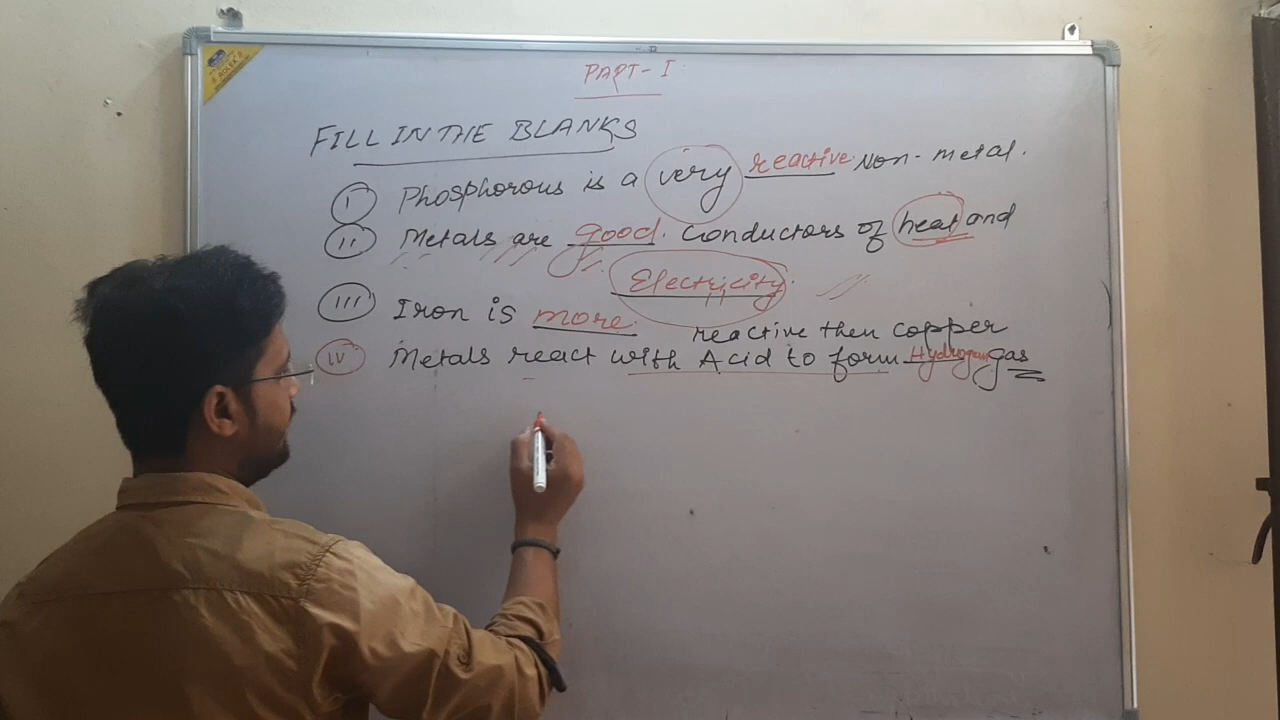 PART-I
FILL IN THE BLANKS
I Phosphorous is a very reactive Non-metal.
II Metals are good. conductors of heat and
Electricity.
III Iron is more reactive then copper
IV Metals react with Acid to form Hydrogen gas